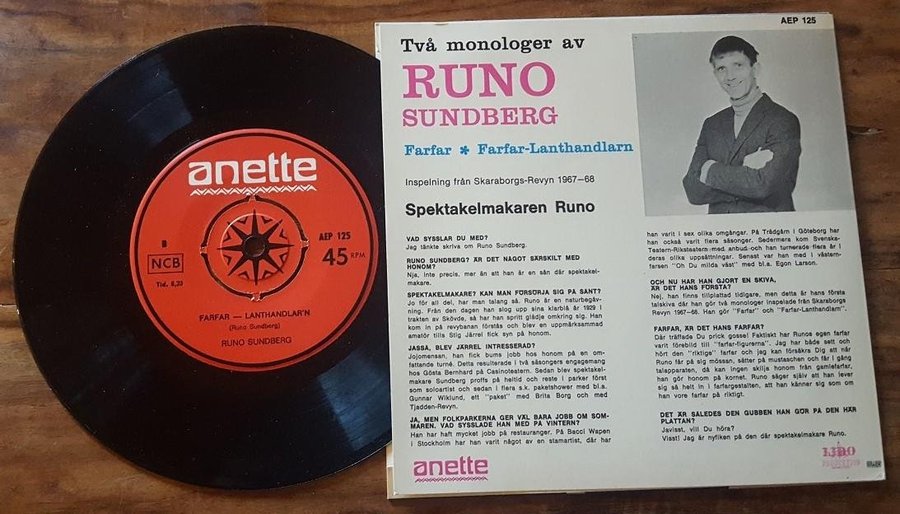 anette
B
AEP 125
NCB
45 RPM
Tid. 8,23
FARFAR — LANTHANDLAR'N
(Runo Sundberg)
RUNO SUNDBERG
AEP 125
Två monologer av
RUNO
SUNDBERG
Farfar * Farfar-Lanthandlarn
Inspelning från Skaraborgs-Revyn 1967—68
Spektakelmakaren Runo
VAD SYSSLAR DU MED?
Jag tänkte skriva om Runo Sundberg.
RUNO SUNDBERG? ÄR DET NÅGOT SÄRSKILT MED
HONOM?
Nja, inte precis, mer än att han är en sån där spektakel-
makare.
SPEKTAKELMAKARE? KAN MAN FÖRSÖRJA SIG PÅ SÅNT?
Jo för all del, har man talang så. Runo är en naturbegåv-
ning. Från den dagen han slog upp sina klarblå år 1929 i
trakten av Skövde, så har han spritt glädje omkring sig. Han
kom in på revybanan förstås och blev en uppmärksammad
amatör tills Stig Järrel fick syn på honom.
JASSÅ, BLEV JÄRREL INTRESSERAD?
Jojomensan, han fick bums jobb hos honom på en om-
fattande turné. Detta resulterade i två säsongers engagemang
hos Gösta Bernhard på Casinoteatern. Sedan blev spektakel-
makare Sundberg proffs på heltid och reste i parker först
som soloartist och sedan i flera s.k. paketshower med bl.a.
Gunnar Wiklund, ett "paket" med Brita Borg och med
Tjadden-Revyn.
JA, MEN FOLKPARKERNA GER VÄL BARA JOBB OM SOM-
MAREN. VAD SYSSLADE HAN MED PÅ VINTERN?
Han har haft mycket jobb på restauranger. På Bacci Wapen
i Stockholm har han varit något av en stamartist, där har
han varit i sex olika omgångar. På Trädgårn i Göteborg har
han också varit flera säsonger. Sedermera kom Svenska-
Teatern-Riksteatern med anbud och han turnerade flera år i
deras olika uppsättningar. Senast var han med i västern-
farsen "Oh Du milda väst" med bl.a. Egon Larson.
OCH NU HAR HAN GJORT EN SKIVA,
ÄR DET HANS FÖRSTA?
Nej, han finns tillplattad tidigare, men detta är hans första
talskiva där han gör två monologer inspelade från Skaraborgs
Revyn 1967—68. Han gör "Farfar" och "Farfar-Lanthandlarn".
FARFAR, ÄR DET HANS FARFAR?
Där träffade Du prick gosse! Faktiskt har Runos egen farfar
varit förebild till "farfar-figurerna". Jag har både sett och
hört den "riktige" farfar och jag kan försäkra Dig att när
Runo får på sig mössan, sätter på mustaschen och får i gång
talapparaten, då kan ingen skilja honom från gamlefarfar,
han gör honom på kornet. Runo säger själv att han lever
sig så helt in i farfargestalten, att han känner sig som om
han vore farfar på riktigt.
DET ÄR SÅLEDES DEN GUBBEN HAN GÖR PÅ DEN HÄR
PLATTAN?
Javisst, vill Du höra?
Visst! Jag är nyfiken på den där spektakelmakare Runo.
anette
LIDO